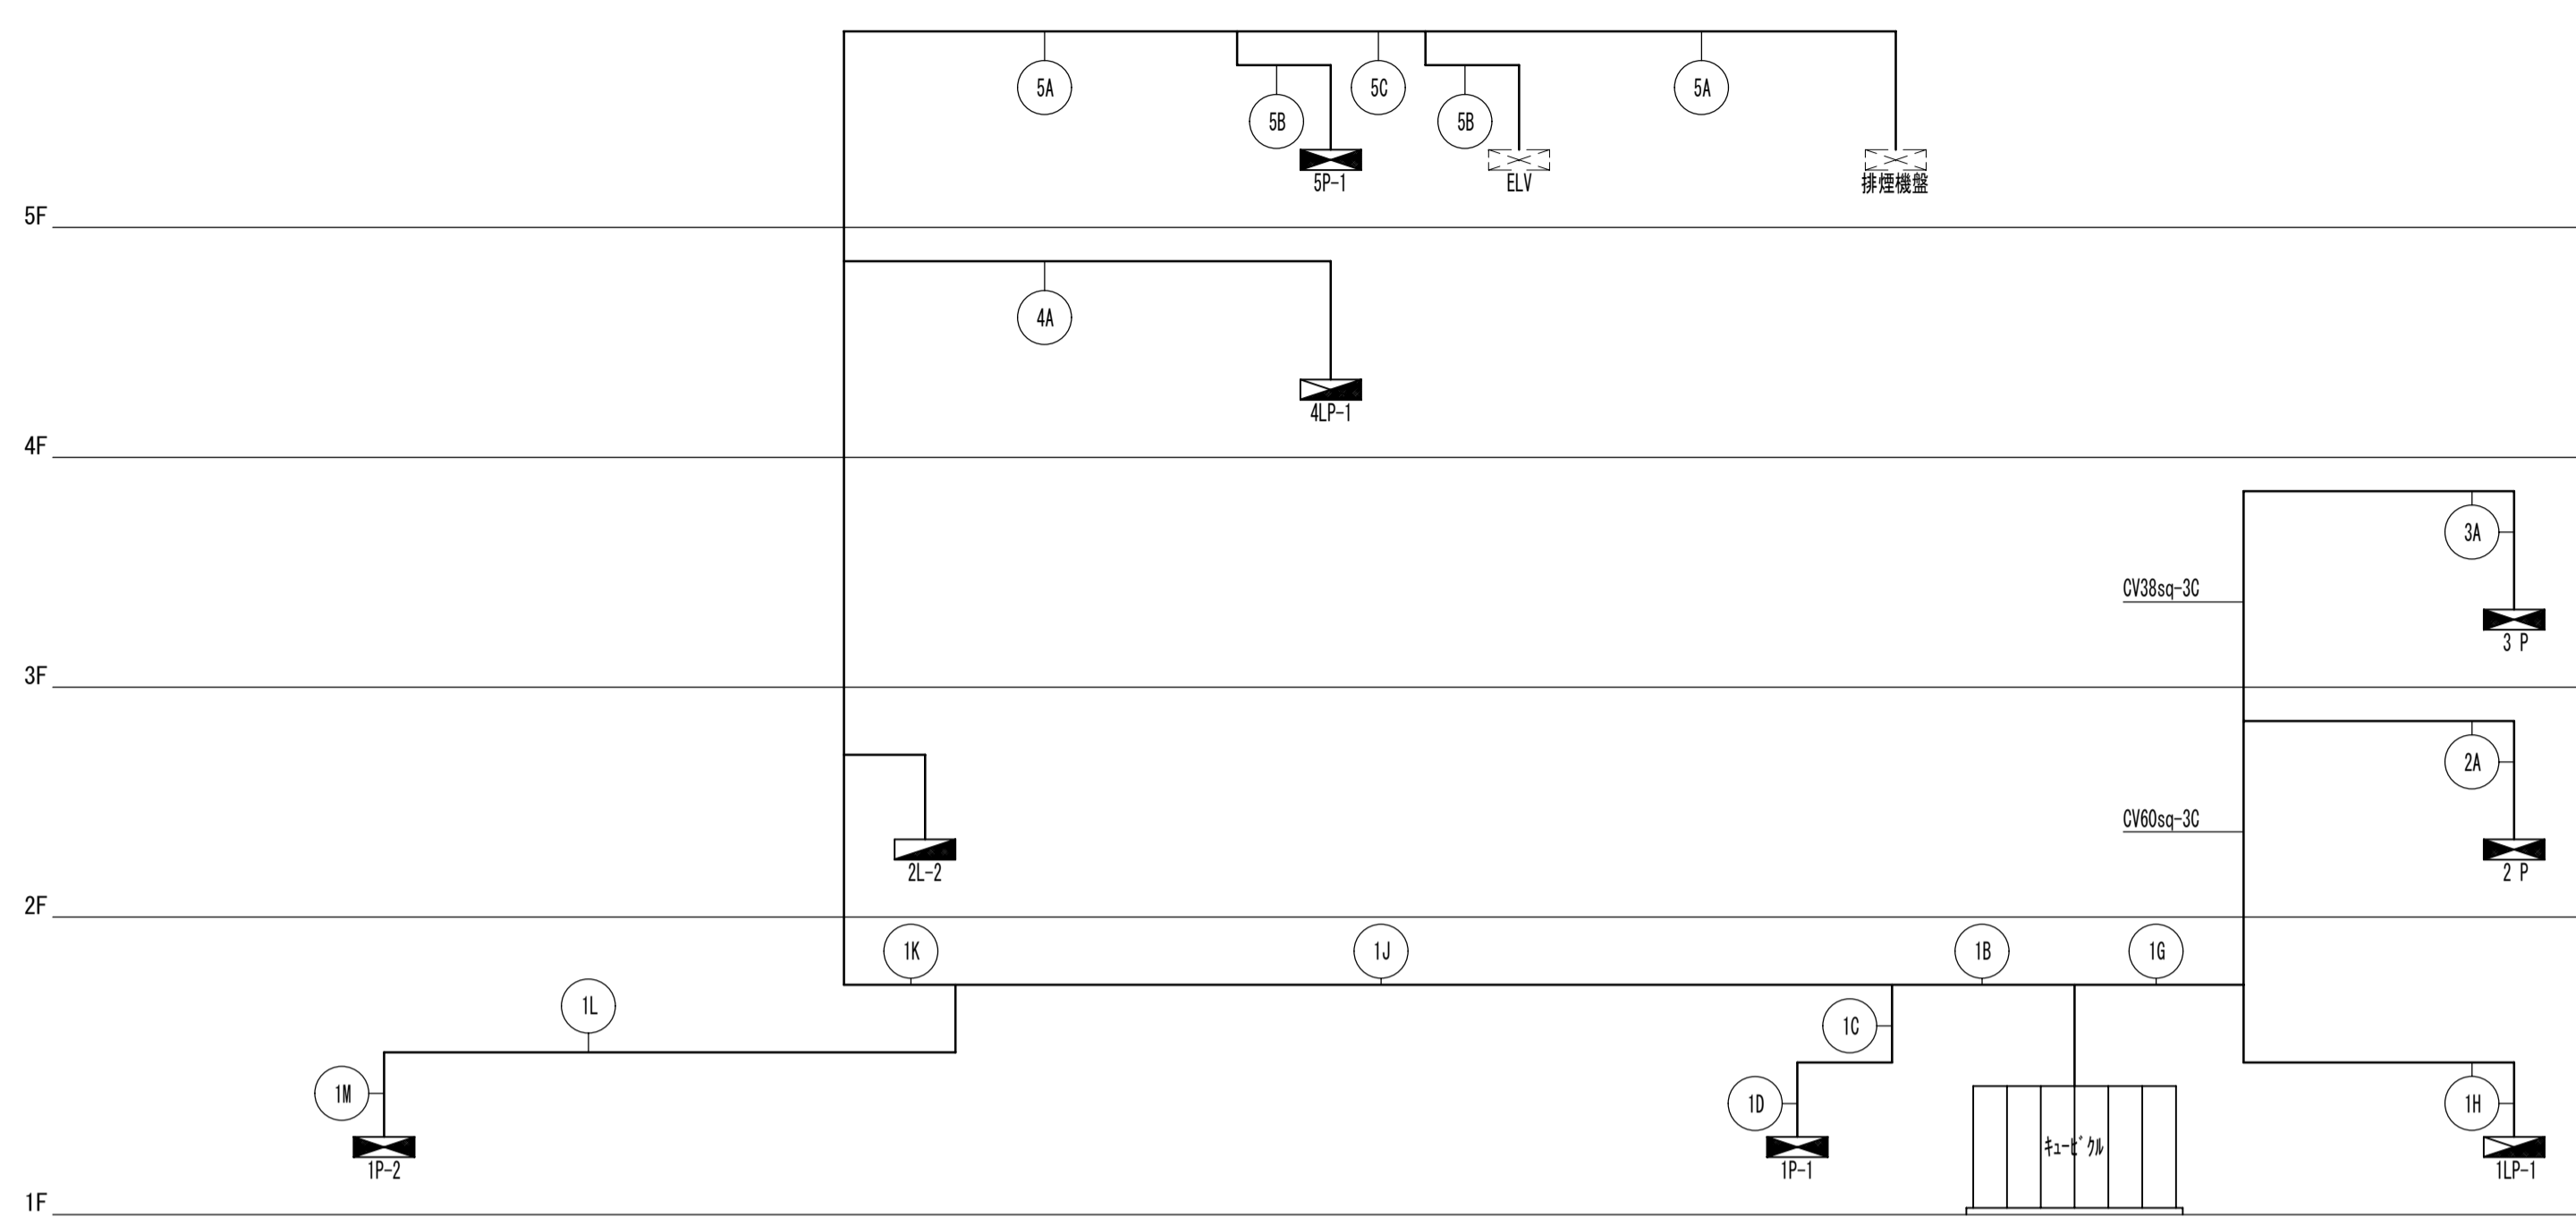 5A
5C
5A
5B
5B
5P-1
ELV
排煙機盤
5F
4A
4LP-1
4F
3A
CV38sq-3C
3 P
3F
2A
CV60sq-3C
2L-2
2 P
2F
1K
1J
1B
1G
1L
1C
1M
1D
1H
キュービクル
1P-2
1P-1
1LP-1
1F